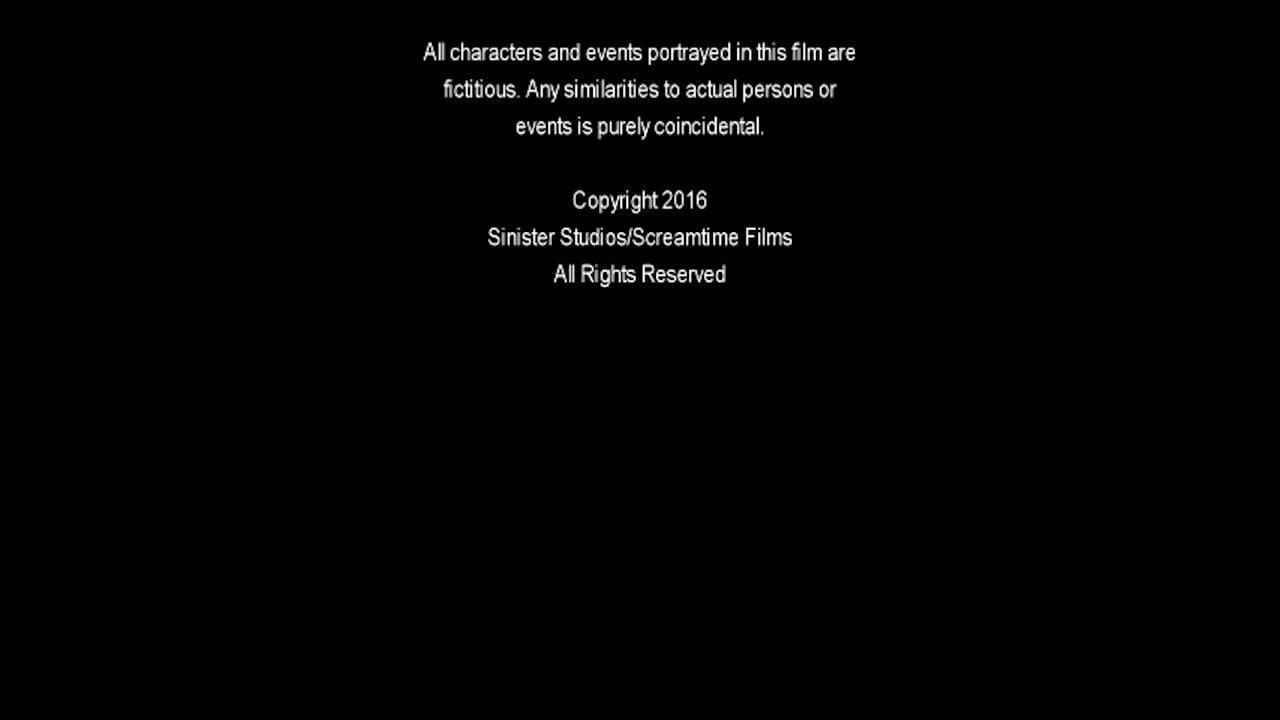 All characters and events portrayed in this film are
fictitious. Any similarities to actual persons or
events is purely coincidental.
Copyright 2016
Sinister Studios/Screamtime Films
All Rights Reserved